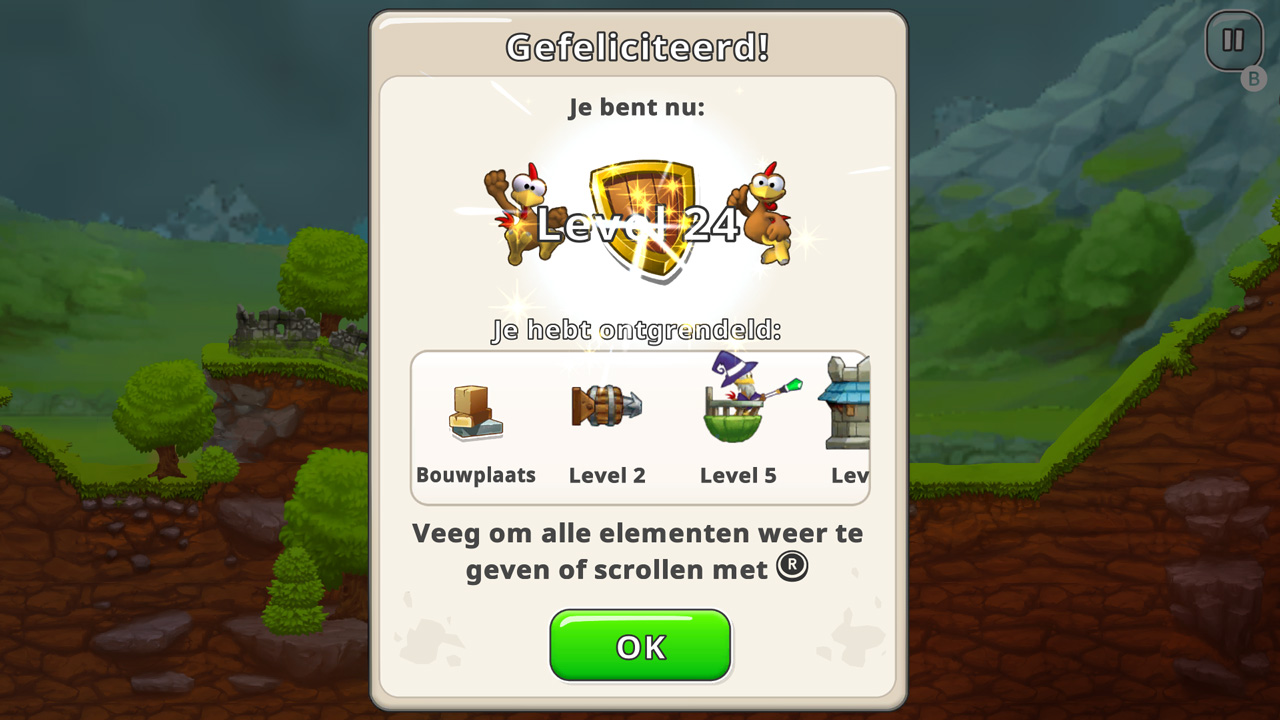 Gefeliciteerd!
B
Je bent nu:
Level 24
Je hebt ontgrendeld:
Bouwplaats Level 2 Level 5 Lev
Veeg om alle elementen weer te
geven of scrollen met R
OK